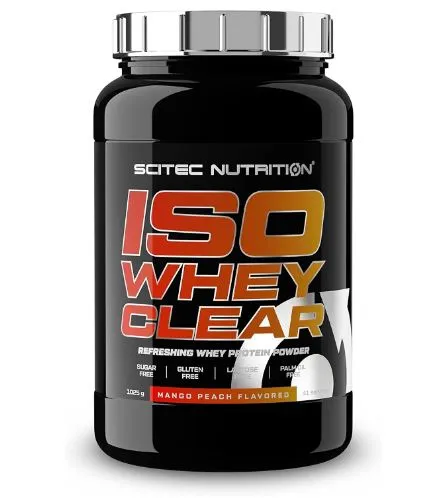 SCITEC NUTRITION®
ISO
WHEY
CLEAR
REFRESHING WHEY PROTEIN POWDER
SUGAR FREE
GLUTEN FREE
LACTOSE
PALM OIL FREE
1025 g
MANGO PEACH FLAVORED
41